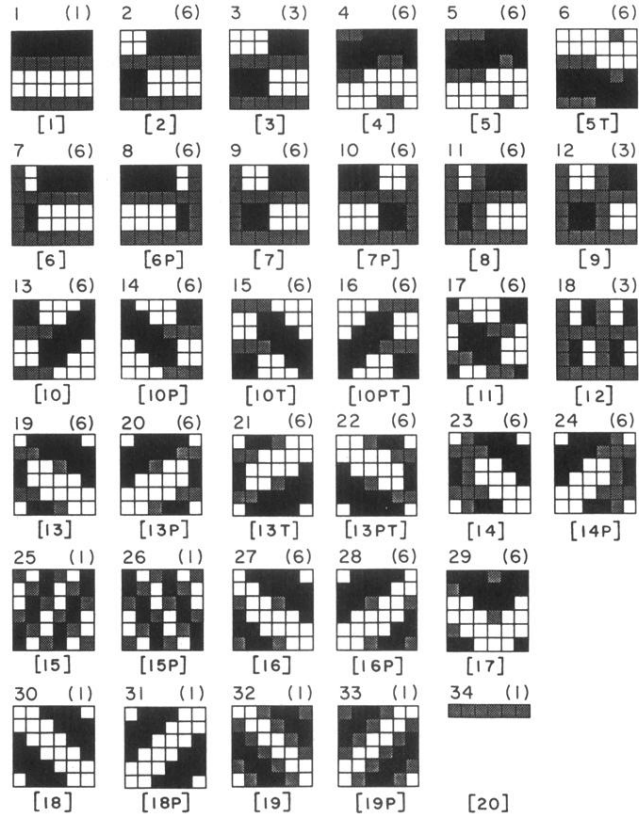 1 (1) 2 (6) 3 (3) 4 (6) 5 (6) 6 (6)
[1] [2] [3] [4] [5] [5T]
7 (6) 8 (6) 9 (6) 10 (6) 11 (6) 12 (3)
[6] [6P] [7] [7P] [8] [9]
13 (6) 14 (6) 15 (6) 16 (6) 17 (6) 18 (3)
[10] [10P] [10T] [10PT] [11] [12]
19 (6) 20 (6) 21 (6) 22 (6) 23 (6) 24 (6)
[13] [13P] [13T] [13PT] [14] [14P]
25 (1) 26 (1) 27 (6) 28 (6) 29 (6)
[15] [15P] [16] [16P] [17]
30 (1) 31 (1) 32 (1) 33 (1) 34 (1)
[18] [18P] [19] [19P] [20]